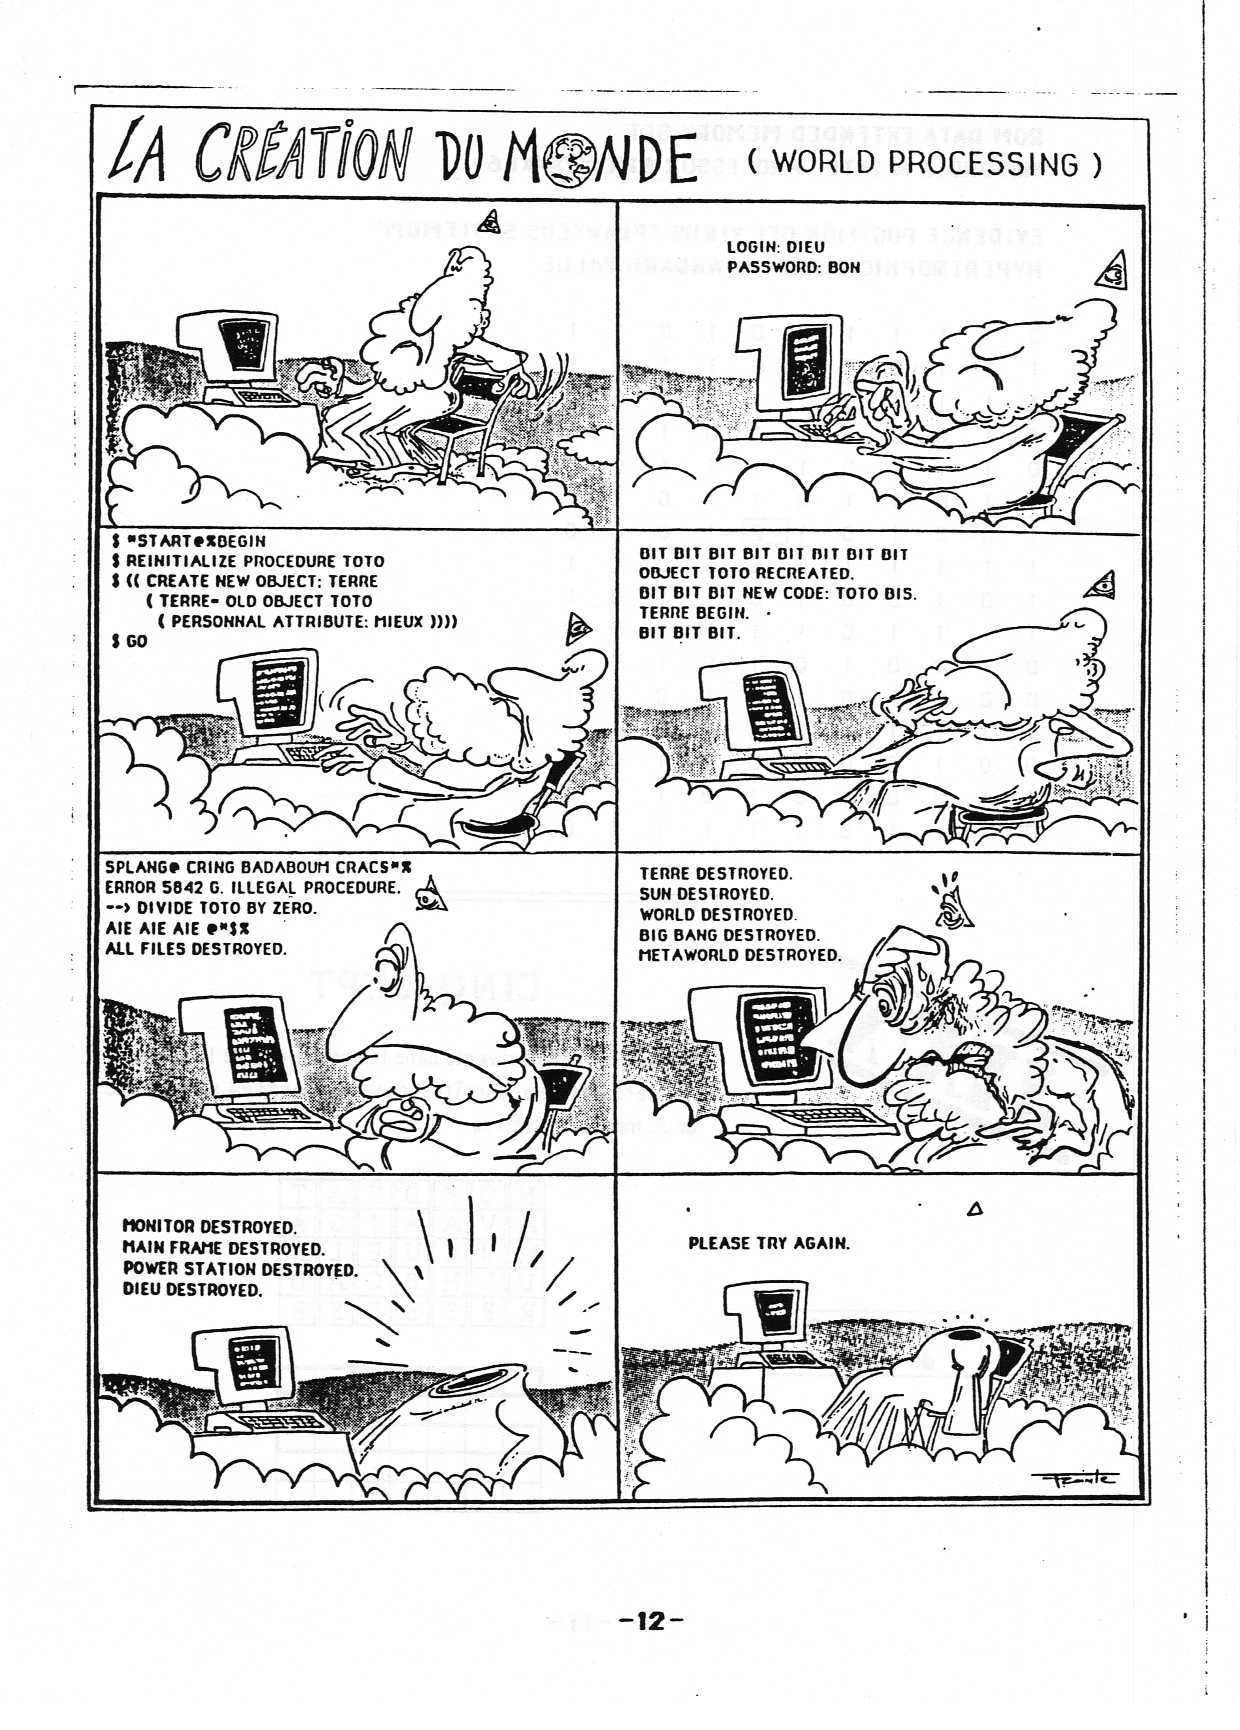 LA CRÉATION DU MONDE ( WORLD PROCESSING )
LOGIN: DIEU
PASSWORD: BON
$ *START@%BEGIN
$ REINITIALIZE PROCEDURE TOTO
$ (( CREATE NEW OBJECT: TERRE
( TERRE- OLD OBJECT TOTO
( PERSONNAL ATTRIBUTE: MIEUX ))))
$ GO
BIT BIT BIT BIT BIT BIT BIT BIT
OBJECT TOTO RECREATED.
BIT BIT BIT NEW CODE: TOTO BIS.
TERRE BEGIN.
BIT BIT BIT.
SPLANG@ CRING BADABOUM CRACS*%
ERROR 5842 G. ILLEGAL PROCEDURE.
--> DIVIDE TOTO BY ZERO.
AIE AIE AIE @*$%
ALL FILES DESTROYED.
TERRE DESTROYED.
SUN DESTROYED.
WORLD DESTROYED.
BIG BANG DESTROYED.
METAWORLD DESTROYED.
MONITOR DESTROYED.
MAIN FRAME DESTROYED.
POWER STATION DESTROYED.
DIEU DESTROYED.
PLEASE TRY AGAIN.
-12-